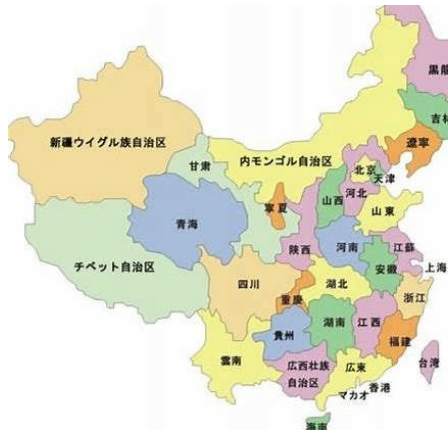 黒龍
吉林
遼寧
新疆ウイグル族自治区
内モンゴル自治区
甘粛
北京
天津
河北
山西
寧夏
山東
青海
陝西
河南
江蘇
チベット自治区
四川
湖北
安徽
上海
重慶
浙江
貴州
湖南
江西
福建
雲南
広西壮族
自治区
広東
台湾
香港
マカオ
海南